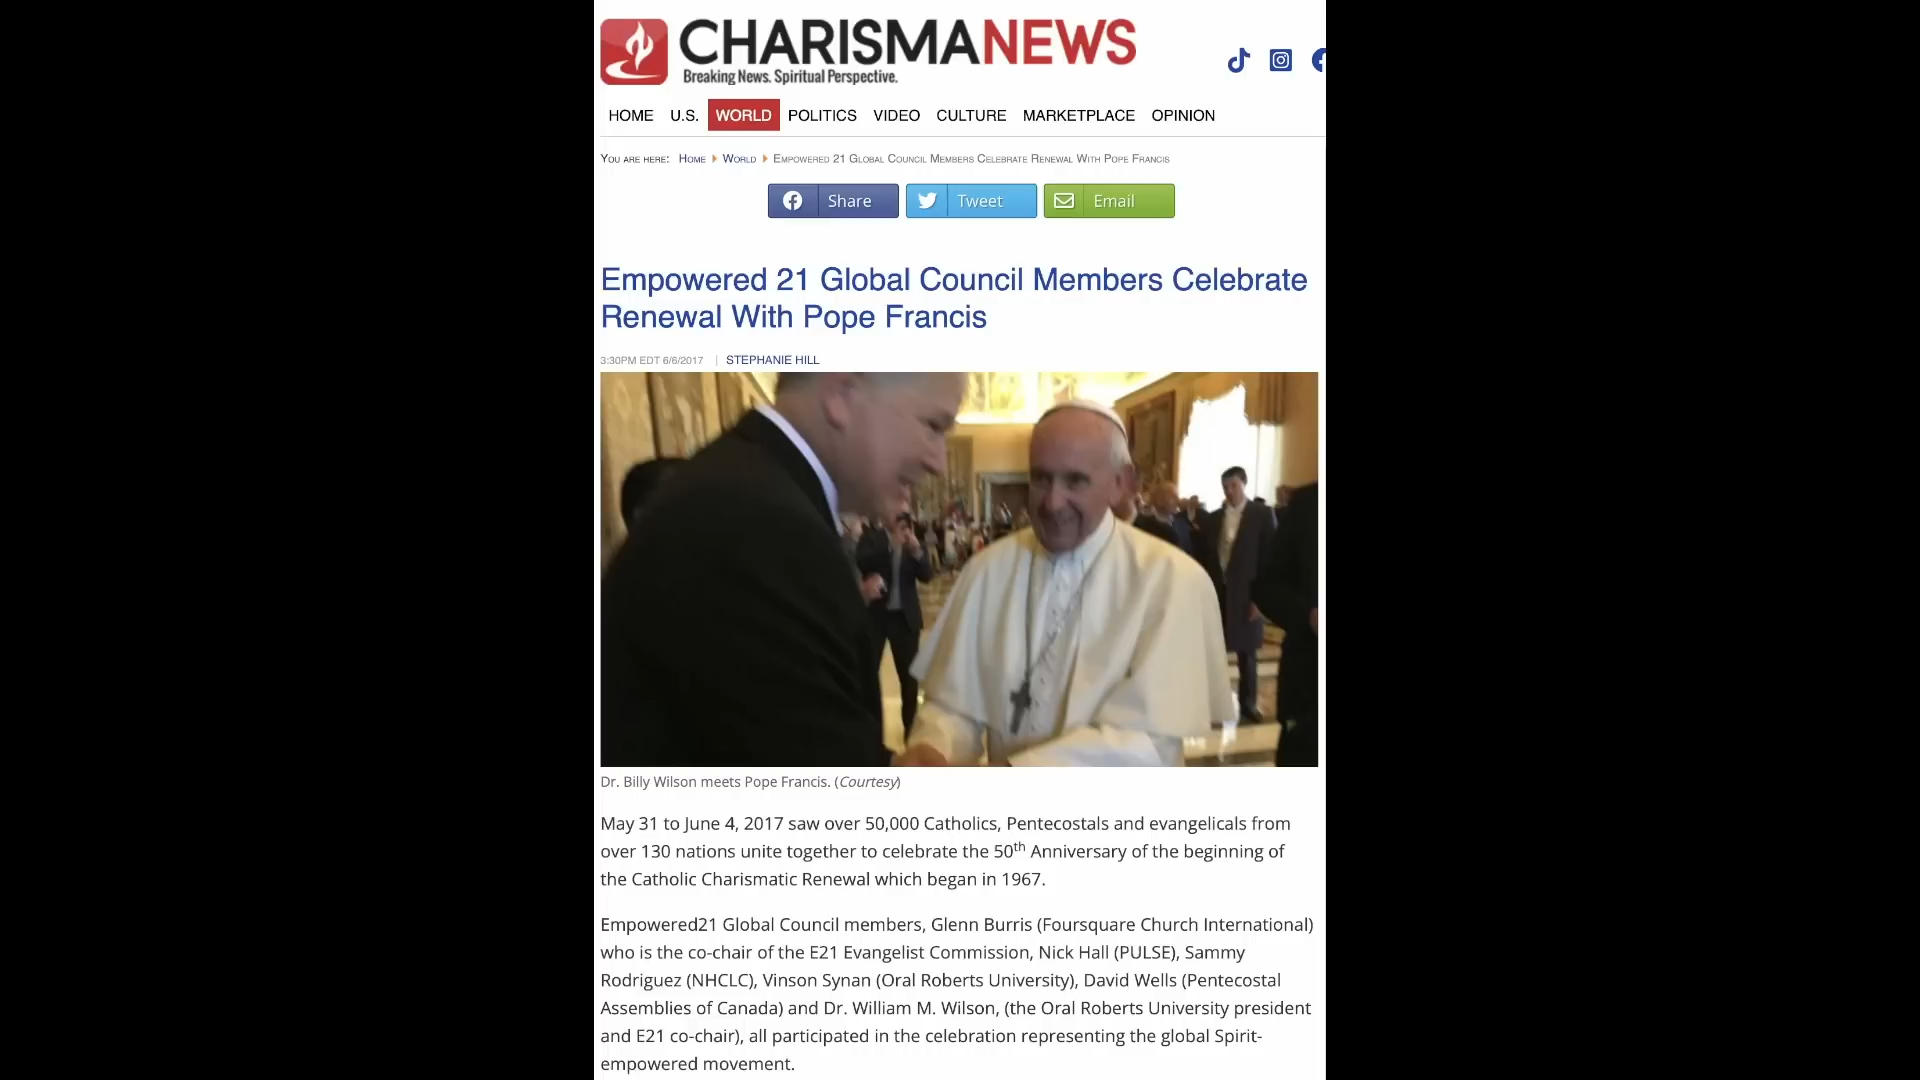 CHARISMANEWS
Breaking News. Spiritual Perspective.
HOME U.S. WORLD POLITICS VIDEO CULTURE MARKETPLACE OPINION
You are here: Home World Empowered 21 Global Council Members Celebrate Renewal With Pope Francis
Share Tweet Email
Empowered 21 Global Council Members Celebrate
Renewal With Pope Francis
3:30PM EDT 6/6/2017 | STEPHANIE HILL
Dr. Billy Wilson meets Pope Francis. (Courtesy)
May 31 to June 4, 2017 saw over 50,000 Catholics, Pentecostals and evangelicals from
over 130 nations unite together to celebrate the 50th Anniversary of the beginning of
the Catholic Charismatic Renewal which began in 1967.
Empowered21 Global Council members, Glenn Burris (Foursquare Church International)
who is the co-chair of the E21 Evangelist Commission, Nick Hall (PULSE), Sammy
Rodriguez (NHCLC), Vinson Synan (Oral Roberts University), David Wells (Pentecostal
Assemblies of Canada) and Dr. William M. Wilson, (the Oral Roberts University president
and E21 co-chair), all participated in the celebration representing the global Spirit-
empowered movement.